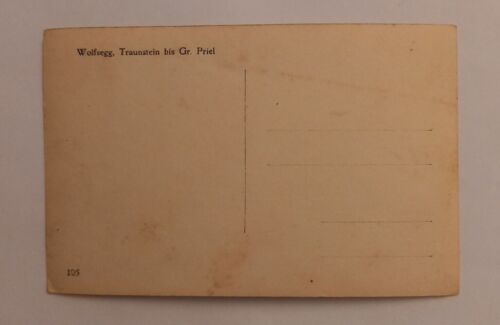 Wolfsegg, Traunstein bis Gr. Priel
105